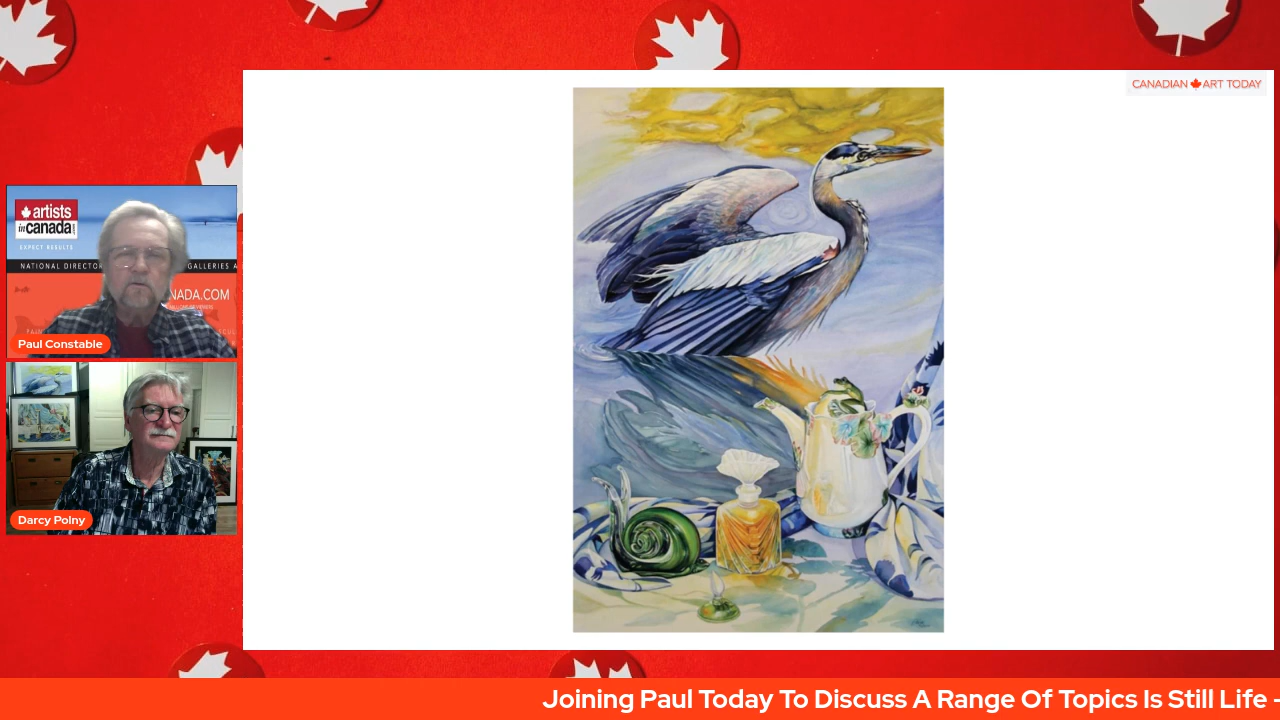 CANADIAN ART TODAY
artists
in canada
EXPECT RESULTS
NATIONAL DIRECTOR
GALLERIES A
NADA.COM
Paul Constable
Darcy Polny
Joining Paul Today To Discuss A Range Of Topics Is Still Life -